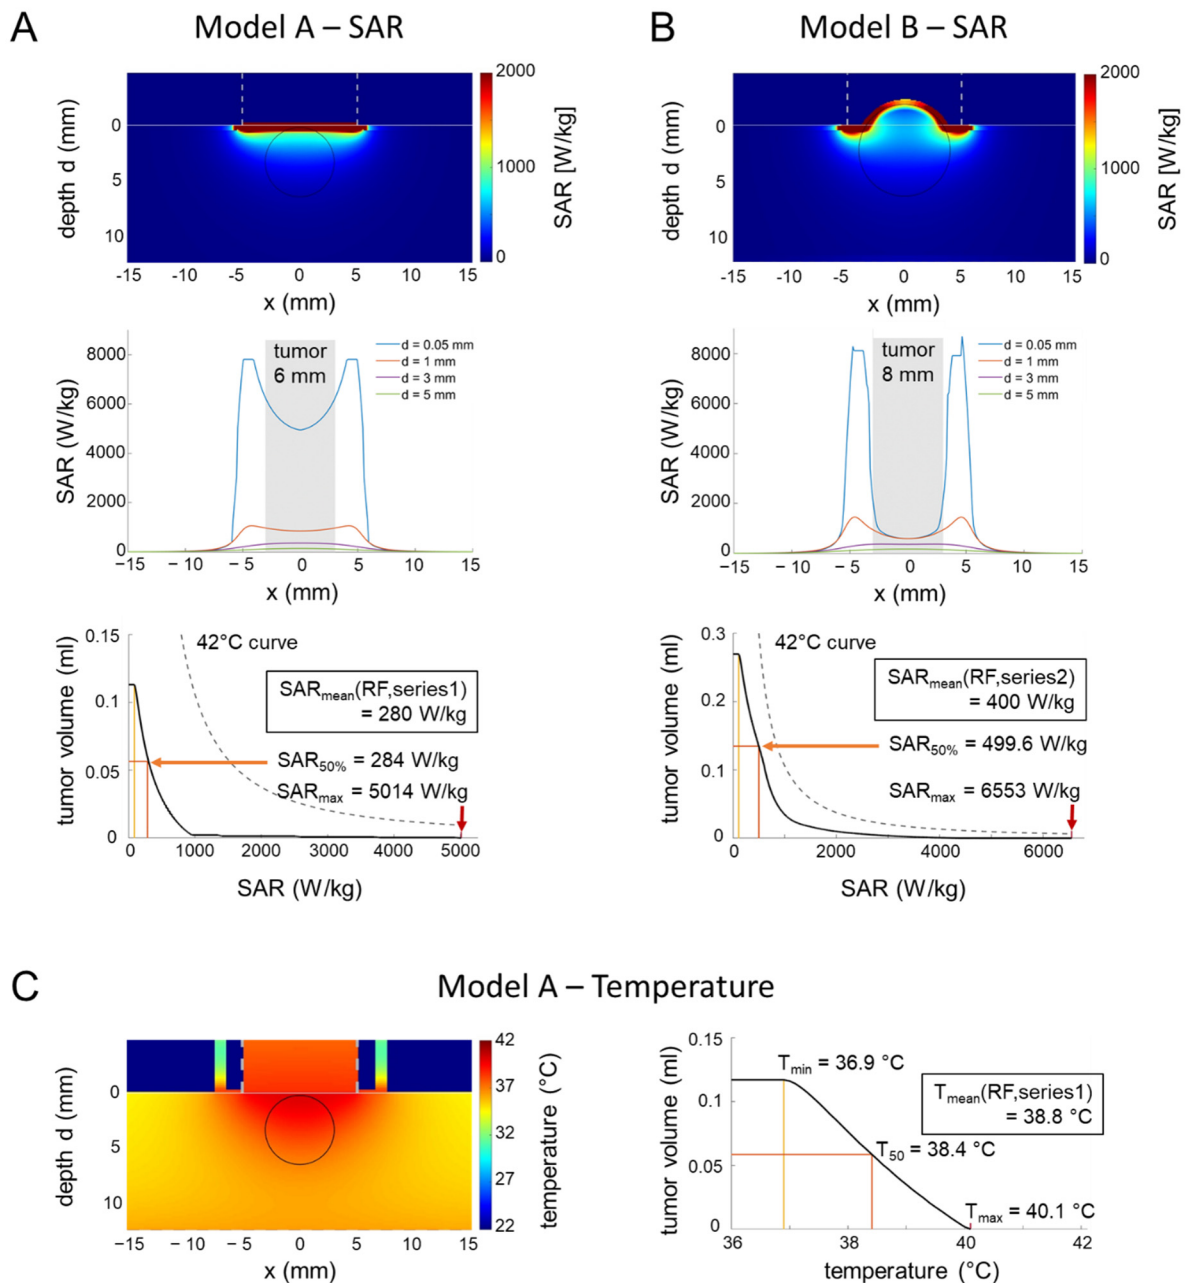 A
Model A – SAR
B
Model B – SAR
2000
1000
0
SAR [W/kg]
depth d (mm)
0
5
10
-15
-10
-5
0
5
10
15
x (mm)
2000
1000
0
SAR [W/kg]
depth d (mm)
0
5
10
-15
-10
-5
0
5
10
15
x (mm)
SAR (W/kg)
8000
6000
4000
2000
0
tumor
6 mm
d = 0.05 mm
d = 1 mm
d = 3 mm
d = 5 mm
−15
−10
−5
0
5
10
15
x (mm)
SAR (W/kg)
8000
6000
4000
2000
0
tumor
8 mm
d = 0.05 mm
d = 1 mm
d = 3 mm
d = 5 mm
−15
−10
−5
0
5
10
15
x (mm)
tumor volume (ml)
0.15
0.1
0.05
0
42°C curve
SARmean(RF,series1)
= 280 W/kg
SAR50% = 284 W/kg
SARmax = 5014 W/kg
0
1000
2000
3000
4000
5000
SAR (W/kg)
tumor volume (ml)
0.3
0.2
0.1
0
42°C curve
SARmean(RF,series2)
= 400 W/kg
SAR50% = 499.6 W/kg
SARmax = 6553 W/kg
0
2000
4000
6000
SAR (W/kg)
C
Model A – Temperature
depth d (mm)
0
5
10
−15
−10
−5
0
5
10
15
x (mm)
42
37
32
27
22
temperature (°C)
tumor volume (ml)
0.15
0.1
0.05
0
Tmin = 36.9 °C
Tmean(RF,series1)
= 38.8 °C
T50 = 38.4 °C
Tmax = 40.1 °C
36
38
40
42
temperature (°C)